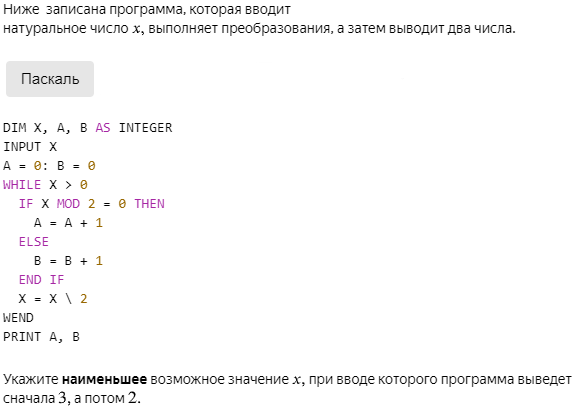 Ниже записана программа, которая вводит
натуральное число x, выполняет преобразования, а затем выводит два числа.
Паскаль
DIM X, A, B AS INTEGER
INPUT X
A = 0: B = 0
WHILE X > 0
  IF X MOD 2 = 0 THEN
    A = A + 1
  ELSE
    B = B + 1
  END IF
  X = X \ 2
WEND
PRINT A, B
Укажите наименьшее возможное значение x, при вводе которого программа выведет
сначала 3, а потом 2.